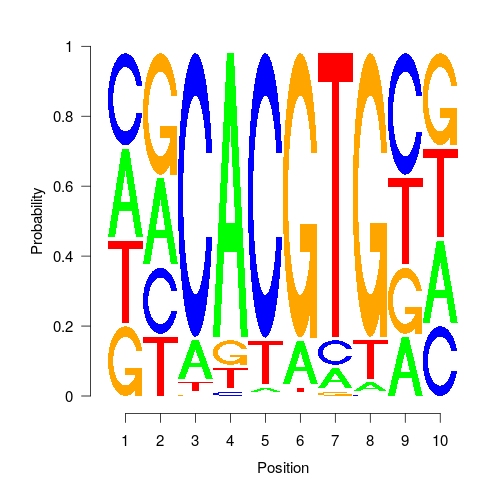 1
0.8
0.6
0.4
0.2
0
Probability
C G C A C G T G C G
A A A G T A C T T T
T C T T A T A A G A
G T C G A C
1 2 3 4 5 6 7 8 9 10
Position